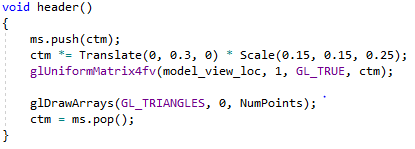 void header()
{
    ms.push(ctm);
    ctm *= Translate(0, 0.3, 0) * Scale(0.15, 0.15, 0.25);
    glUniformMatrix4fv(model_view_loc, 1, GL_TRUE, ctm);

    glDrawArrays(GL_TRIANGLES, 0, NumPoints);
    ctm = ms.pop();
}